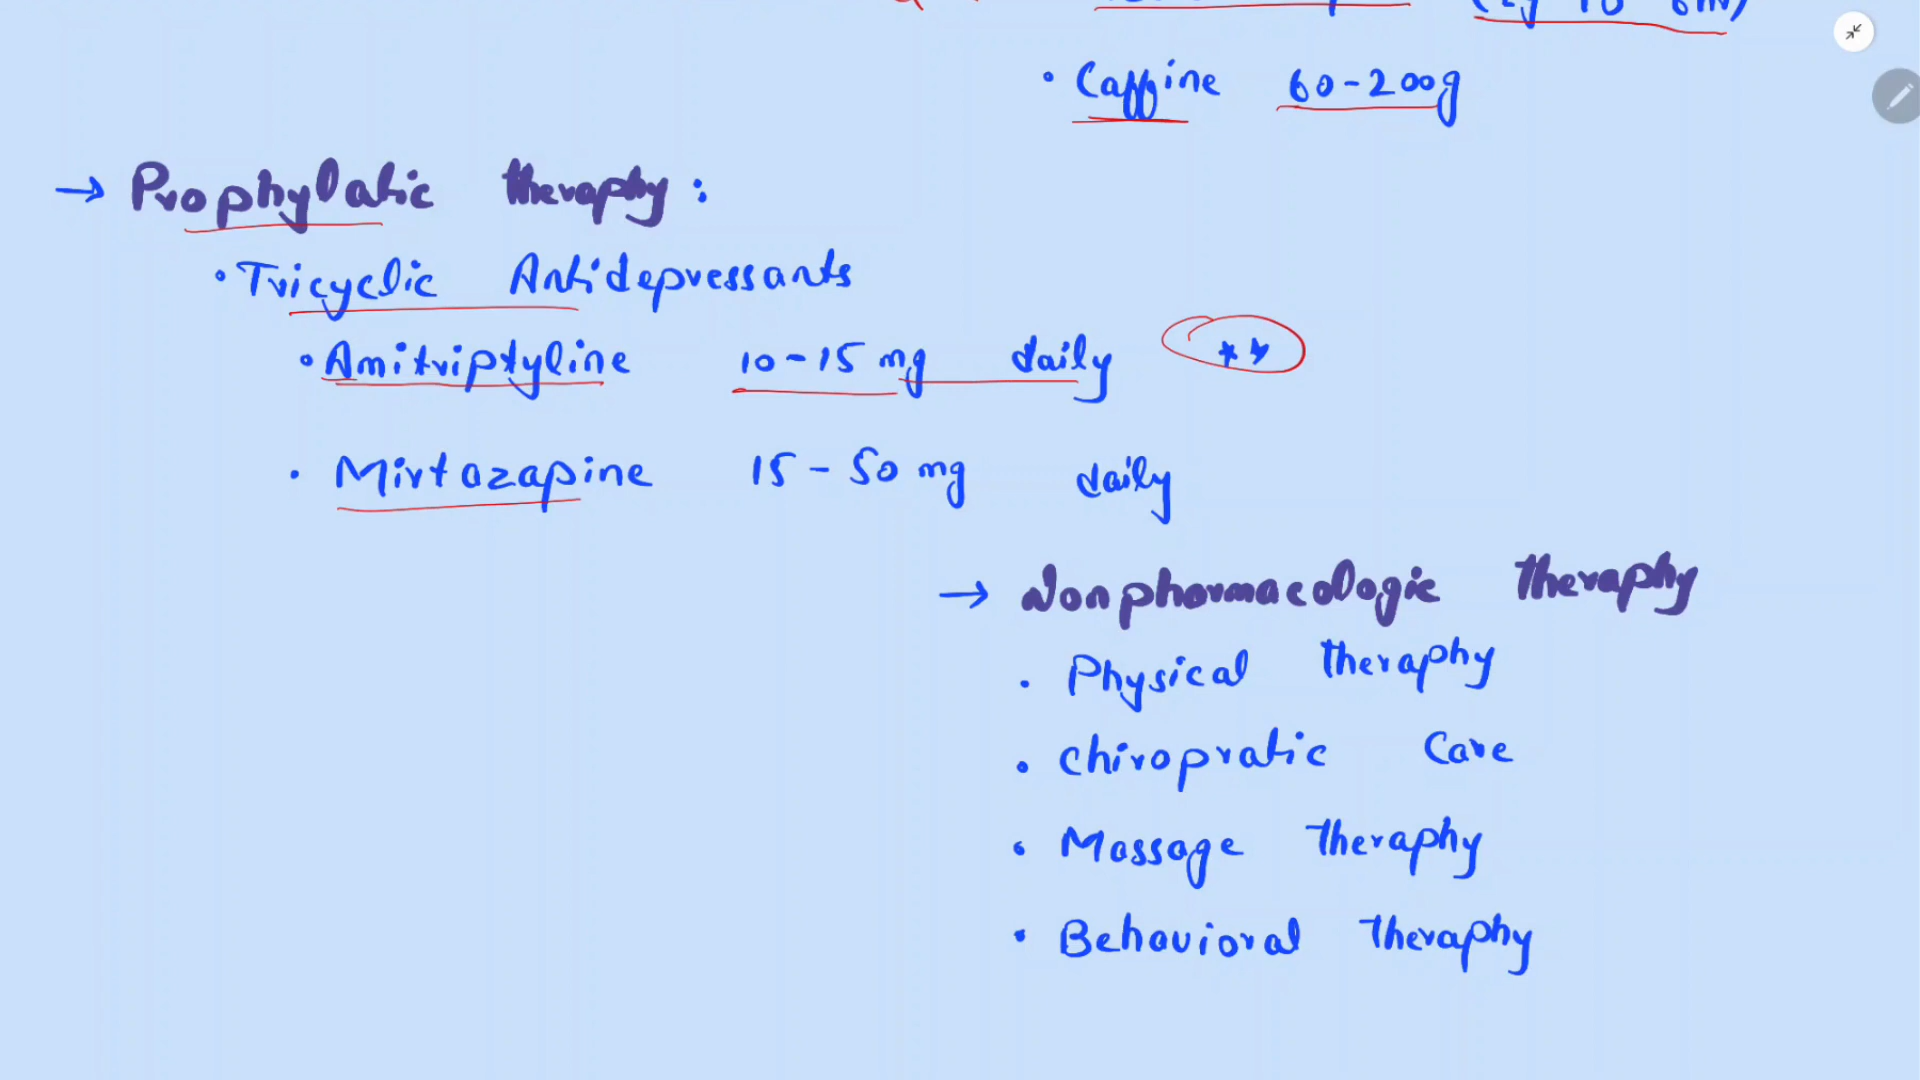 • Caffine 60-200g
→ Prophylatic theraphy :
• Tricyclic Antidepressants
• Amitriptyline 10-15 mg daily **
• Mirtazapine 15-50 mg daily
→ Nonpharmacologic theraphy
• Physical theraphy
• Chiropratic Care
• Massage theraphy
• Behavioral theraphy